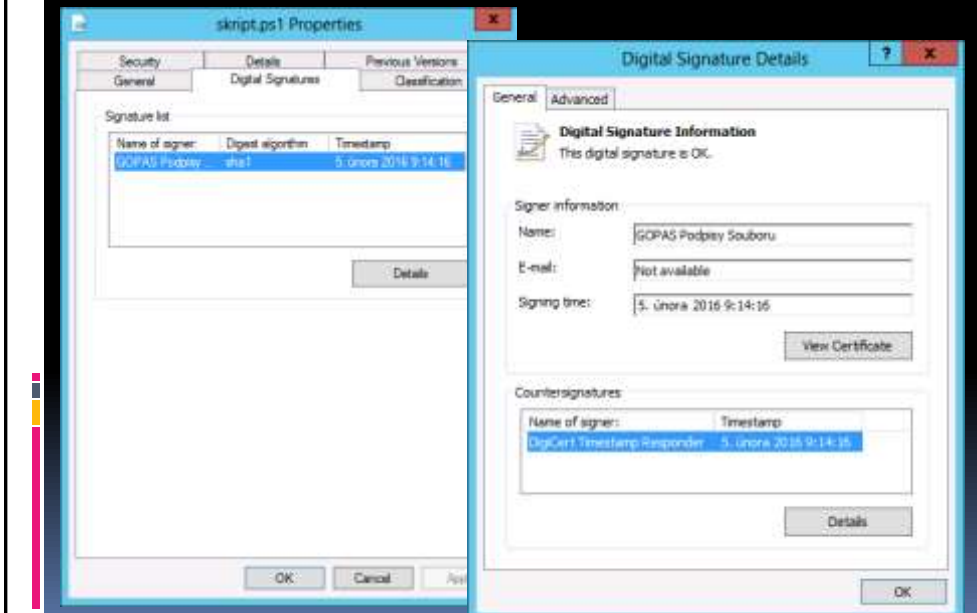 skript.ps1 Properties
x
Security Details Previous Versions
General Digital Signatures Classification
Signature list
Name of signer: Digest algorithm Timestamp
GOPAS Podpisy ... sha1 5. února 2016 9:14:16
Details
OK Cancel
Digital Signature Details
? x
General Advanced
Digital Signature Information
This digital signature is OK.
Signer information
Name: GOPAS Podpisy Souboru
E-mail: Not available
Signing time: 5. února 2016 9:14:16
View Certificate
Countersignatures
Name of signer: Timestamp
DigiCert Timestamp Responder 5. února 2016 9:14:16
Details
OK